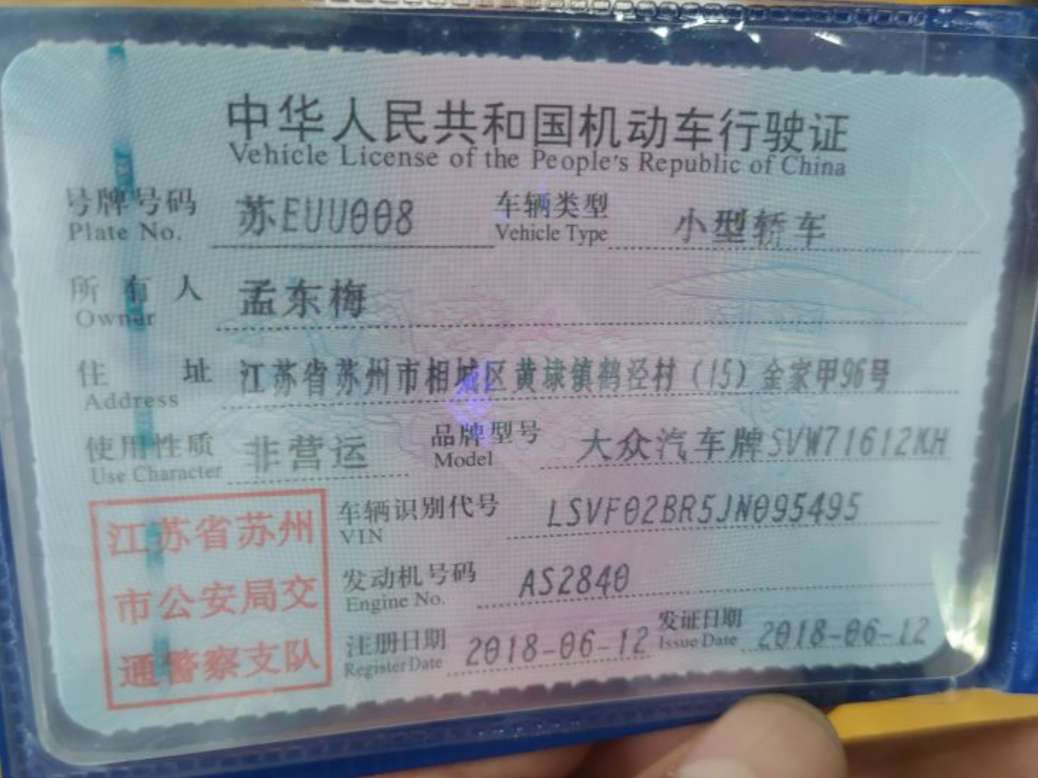 中华人民共和国机动车行驶证
Vehicle License of the People's Republic of China
号牌号码 苏EUU008 车辆类型 小型轿车
Plate No. Vehicle Type
所有人 孟东梅
Owner
住址 江苏省苏州市相城区黄埭镇鹤泾村（15）金家甲96号
Address
使用性质 非营运 品牌型号 大众汽车牌SVW71612KH
Use Character Model
江苏省苏州
市公安局交
通警察支队
车辆识别代号 LSVF02BR5JN095495
VIN
发动机号码 AS2840
Engine No.
注册日期 2018-06-12 发证日期 2018-06-12
Register Date Issue Date